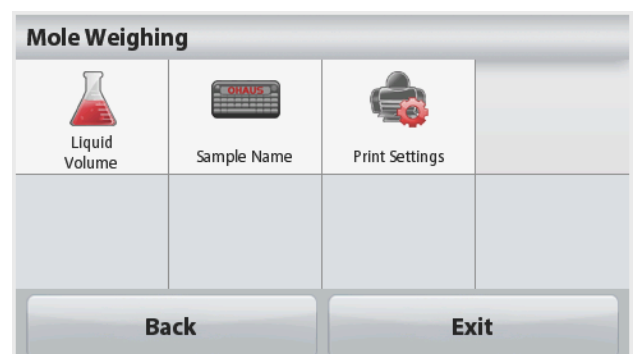 Mole Weighing
OHAUS
Liquid
Volume
Sample Name
Print Settings
Back
Exit